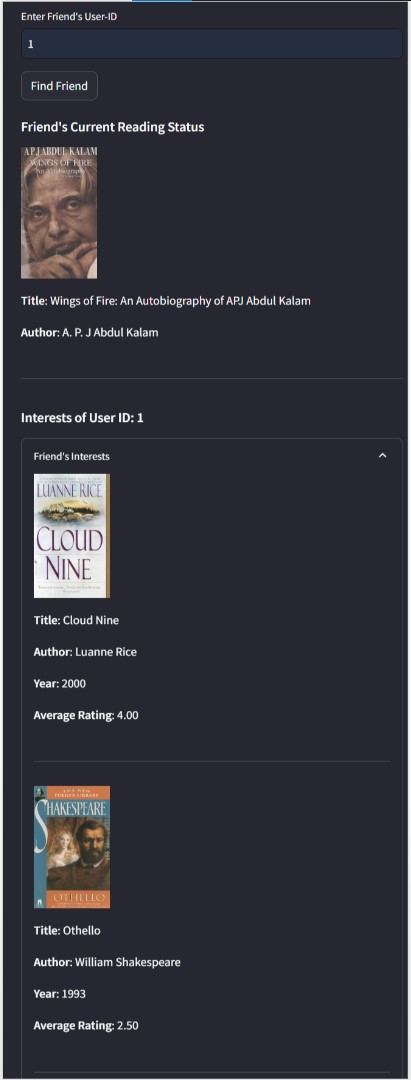 Enter Friend's User-ID
1
Find Friend
Friend's Current Reading Status
A P J ABDUL KALAM
WINGS OF FIRE
An Autobiography
Title: Wings of Fire: An Autobiography of APJ Abdul Kalam
Author: A. P. J Abdul Kalam
Interests of User ID: 1
Friend's Interests
LUANNE RICE
CLOUD
NINE
Title: Cloud Nine
Author: Luanne Rice
Year: 2000
Average Rating: 4.00
FOLGER LIBRARY
SHAKESPEARE
OTHELLO
Title: Othello
Author: William Shakespeare
Year: 1993
Average Rating: 2.50